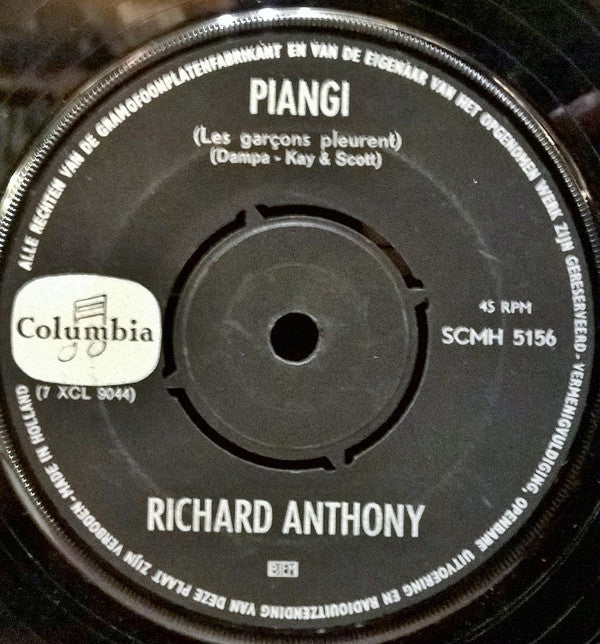 ALLE RECHTEN VAN DE GRAMOFOONPLATENFABRIKANT EN VAN DE EIGENAAR VAN HET OPGENOMEN WERK ZIJN GERESERVEERD - VERMENIGVULDIGING, OPENBARE UITVOERING EN RADIOUITZENDING VAN DEZE PLAAT ZIJN VERBODEN - MADE IN HOLLAND
PIANGI
(Les garçons pleurent)
(Dampa - Kay & Scott)
45 RPM
SCMH 5156
Columbia
(7 XCL 9044)
RICHARD ANTHONY
BIEM